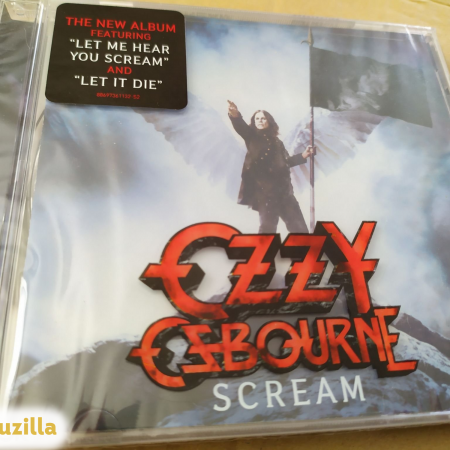 THE NEW ALBUM
FEATURING
"LET ME HEAR
YOU SCREAM"
AND
"LET IT DIE"
OZZY
OSBOURNE
SCREAM
uzilla